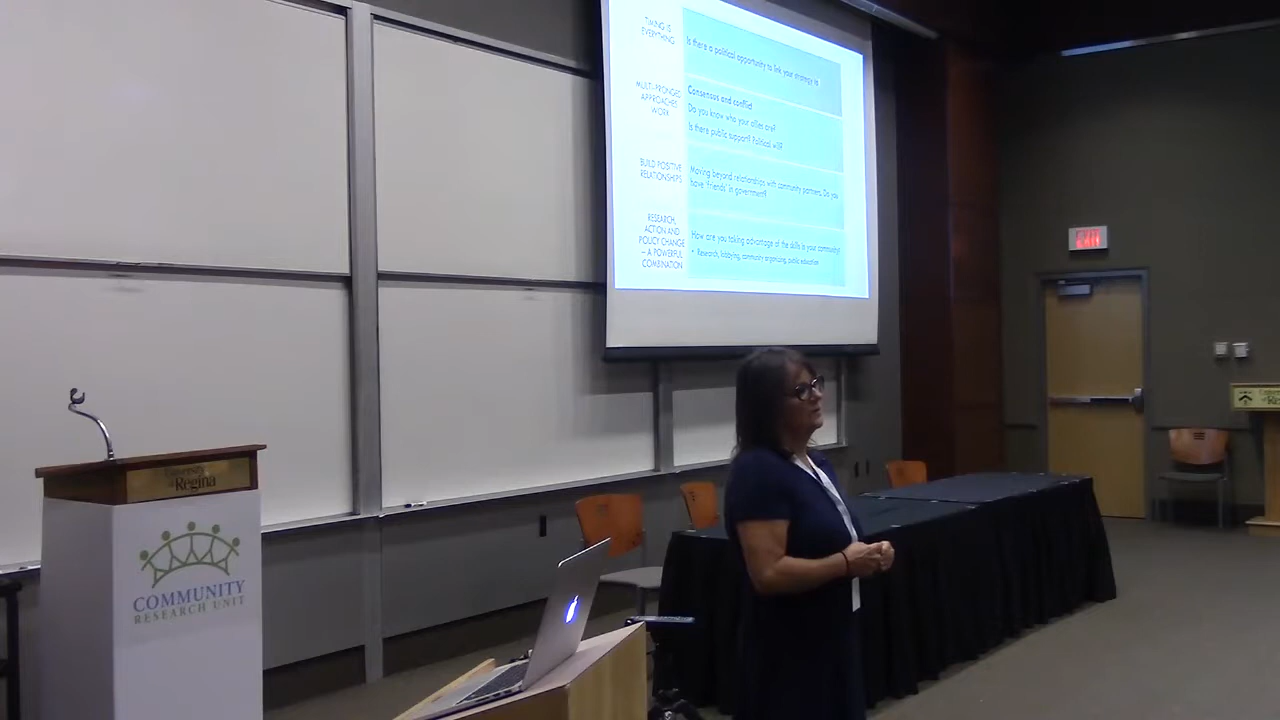 TIMING IS
EVERYTHING
Is there a political opportunity to link your strategy to
MULTI-PRONGED
APPROACHES
WORK
Consensus and conflict
Do you know who your allies are?
Is there public support? Political will?
BUILD POSITIVE
RELATIONSHIPS
Moving beyond relationships with community partners. Do you
have 'friends' in government?
RESEARCH,
ACTION AND
POLICY CHANGE
– A POWERFUL
COMBINATION
How are you taking advantage of the skills in your community?
• Research, lobbying, community organizing, public education
EXIT
University
of Regina
COMMUNITY
RESEARCH UNIT